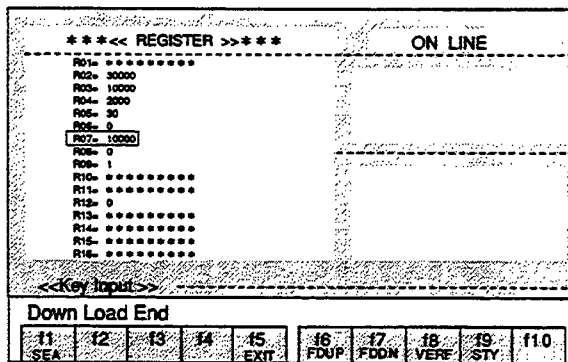 ***<< REGISTER >>***
ON LINE
R01= *********
R02= 30000
R03= 10000
R04= 2000
R05= 30
R06= 0
R07= 10000
R08= 0
R09= 1
R10= *********
R11= *********
R12= 0
R13= *********
R14= *********
R15= *********
R16= *********
<<Key Input>>
Down Load End
f1 f2 f3 f4 f5 f6 f7 f8 f9 f10
SEA EXIT FDUP FDDN VERF STY